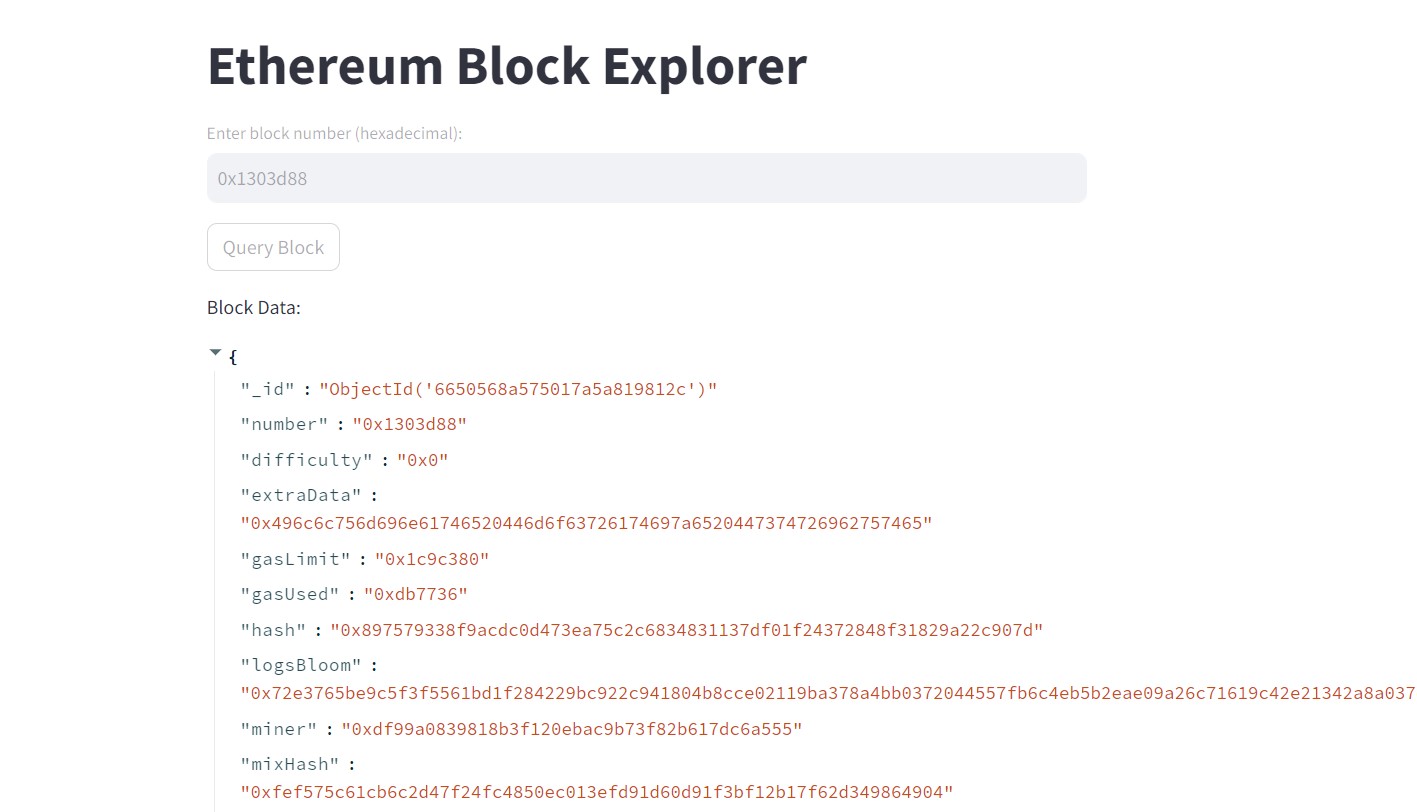 Ethereum Block Explorer
Enter block number (hexadecimal):
0x1303d88
Query Block
Block Data:
{
"_id" : "ObjectId('6650568a575017a5a819812c')"
"number" : "0x1303d88"
"difficulty" : "0x0"
"extraData" :
"0x496c6c756d696e61746520446d6f63726174697a6520447374726962757465"
"gasLimit" : "0x1c9c380"
"gasUsed" : "0xdb7736"
"hash" : "0x897579338f9acdc0d473ea75c2c6834831137df01f24372848f31829a22c907d"
"logsBloom" :
"0x72e3765be9c5f3f5561bd1f284229bc922c941804b8cce02119ba378a4bb0372044557fb6c4eb5b2eae09a26c71619c42e21342a8a037
"miner" : "0xdf99a0839818b3f120ebac9b73f82b617dc6a555"
"mixHash" :
"0xfef575c61cb6c2d47f24fc4850ec013efd91d60d91f3bf12b17f62d349864904"